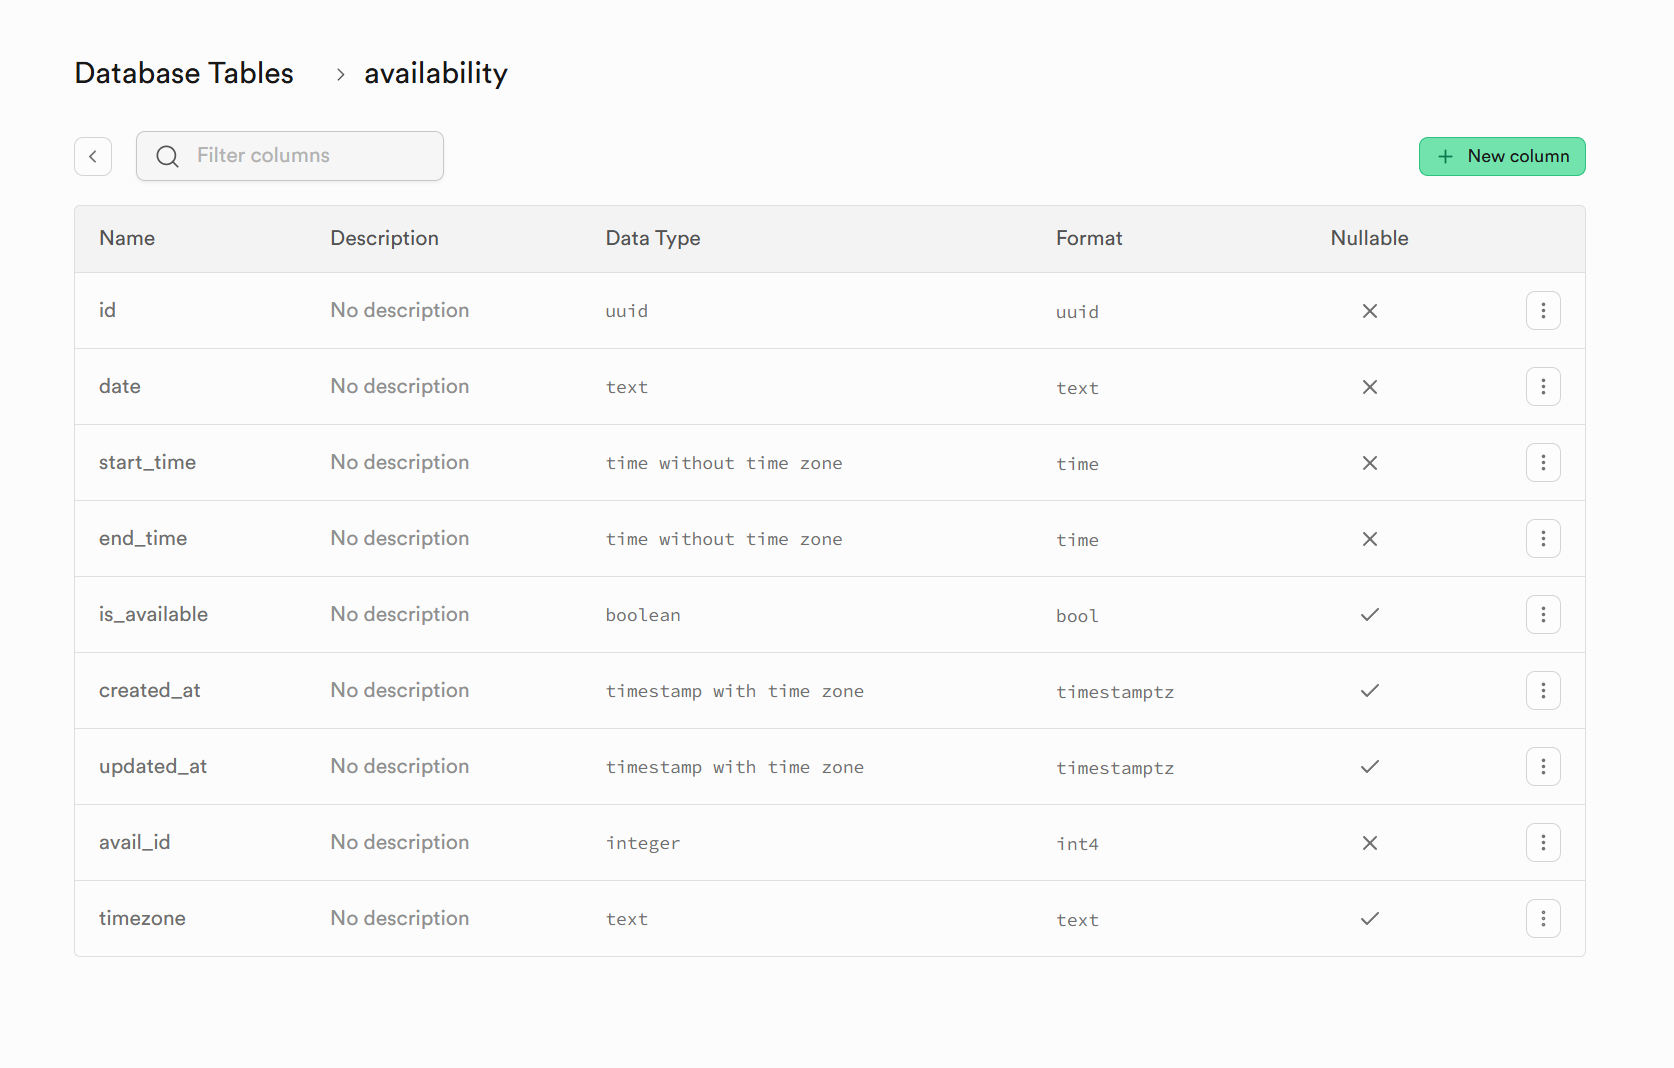 Database Tables > availability
Filter columns
+ New column
Name Description Data Type Format Nullable
id No description uuid uuid
date No description text text
start_time No description time without time zone time
end_time No description time without time zone time
is_available No description boolean bool
created_at No description timestamp with time zone timestamptz
updated_at No description timestamp with time zone timestamptz
avail_id No description integer int4
timezone No description text text